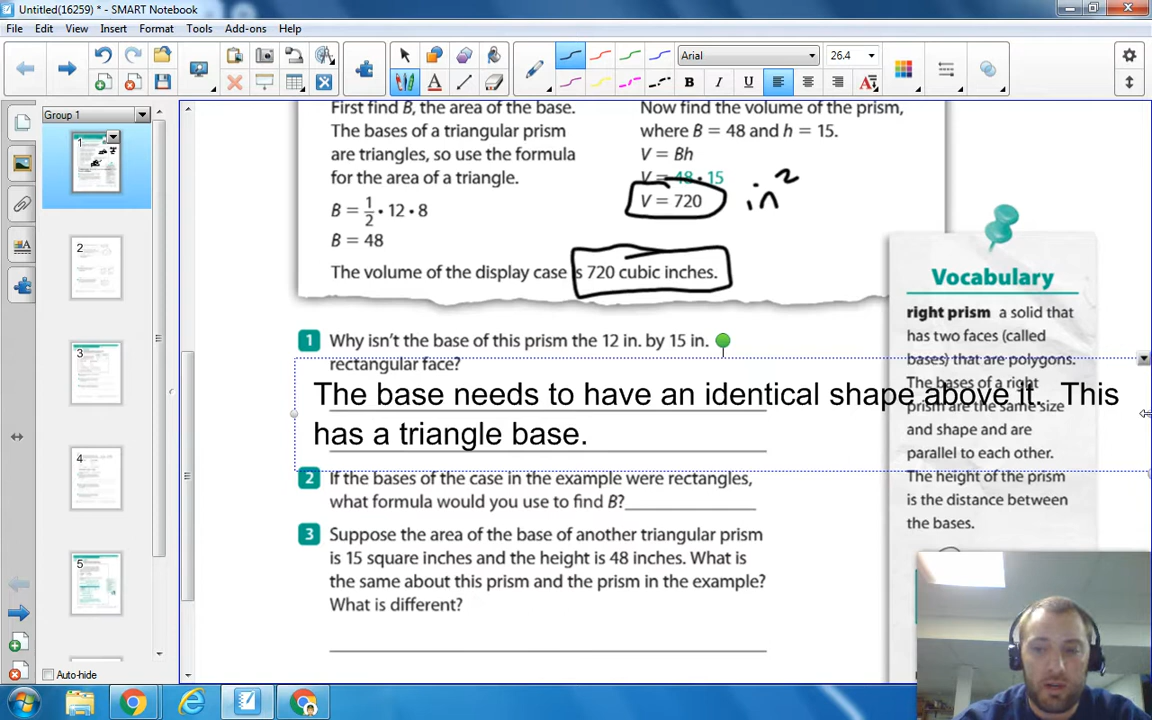 Untitled(16259) * - SMART Notebook
File Edit View Insert Format Tools Add-ons Help
Arial 26.4
B I U
Group 1
1
2
3
4
5
Auto-hide
First find B, the area of the base.
The bases of a triangular prism
are triangles, so use the formula
for the area of a triangle.
B = 1/2 • 12 • 8
B = 48
Now find the volume of the prism,
where B = 48 and h = 15.
V = Bh
V = 48 • 15
V = 720 in²
The volume of the display case is 720 cubic inches.
1 Why isn't the base of this prism the 12 in. by 15 in.
rectangular face?
The base needs to have an identical shape above it. This
has a triangle base.
2 If the bases of the case in the example were rectangles,
what formula would you use to find B?
3 Suppose the area of the base of another triangular prism
is 15 square inches and the height is 48 inches. What is
the same about this prism and the prism in the example?
What is different?
Vocabulary
right prism a solid that
has two faces (called
bases) that are polygons.
The bases of a right
prism are the same size
and shape and are
parallel to each other.
The height of the prism
is the distance between
the bases.